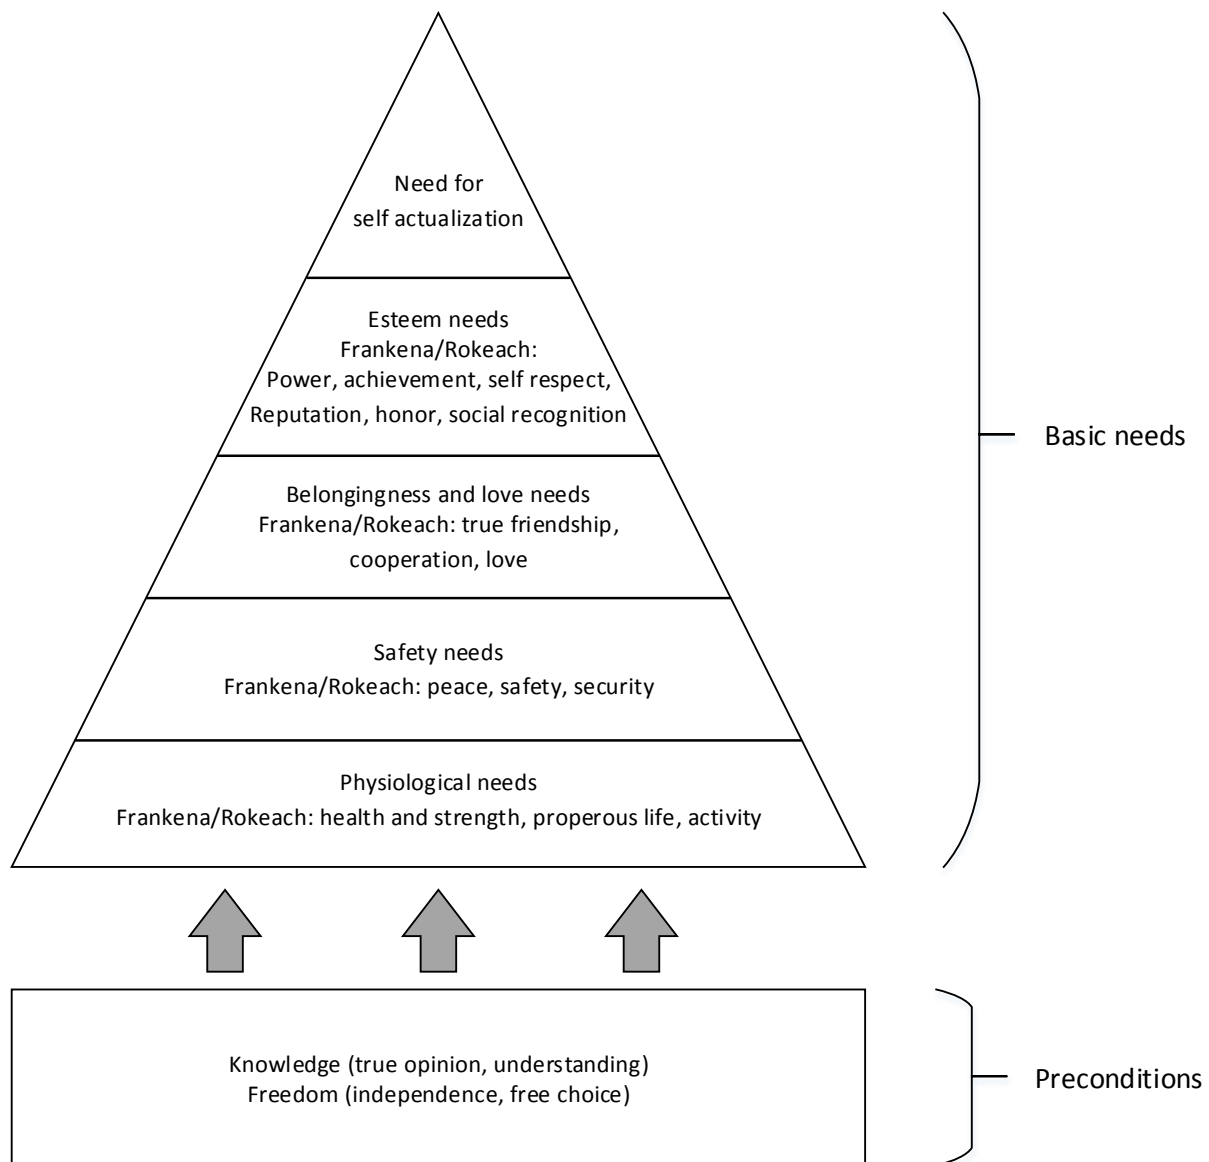 Need for
self actualization
Esteem needs
Frankena/Rokeach:
Power, achievement, self respect,
Reputation, honor, social recognition
Basic needs
Belongingness and love needs
Frankena/Rokeach: true friendship,
cooperation, love
Safety needs
Frankena/Rokeach: peace, safety, security
Physiological needs
Frankena/Rokeach: health and strength, properous life, activity
Knowledge (true opinion, understanding)
Freedom (independence, free choice)
Preconditions